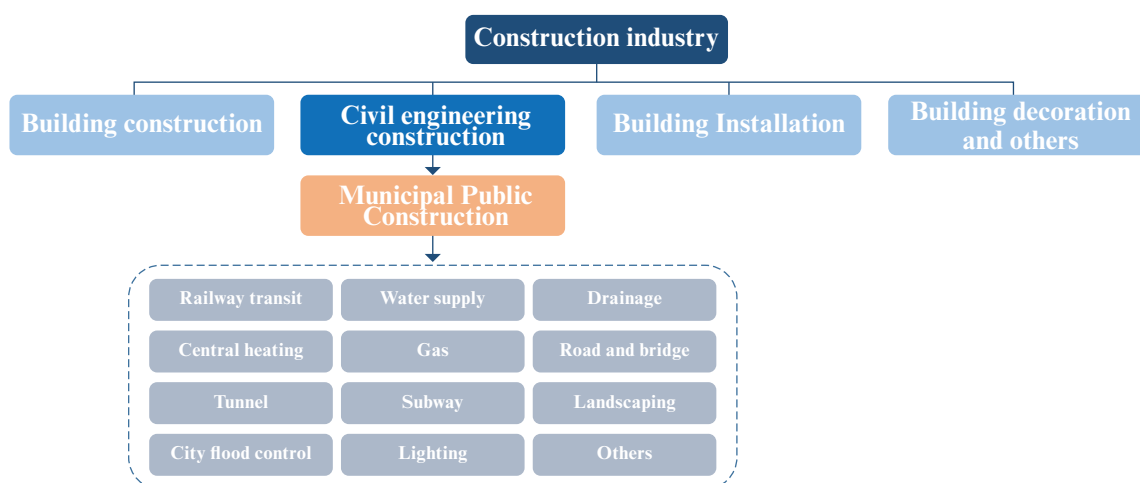 Construction industry
Building construction
Civil engineering
construction
Building Installation
Building decoration
and others
Municipal Public
Construction
Railway transit
Water supply
Drainage
Central heating
Gas
Road and bridge
Tunnel
Subway
Landscaping
City flood control
Lighting
Others